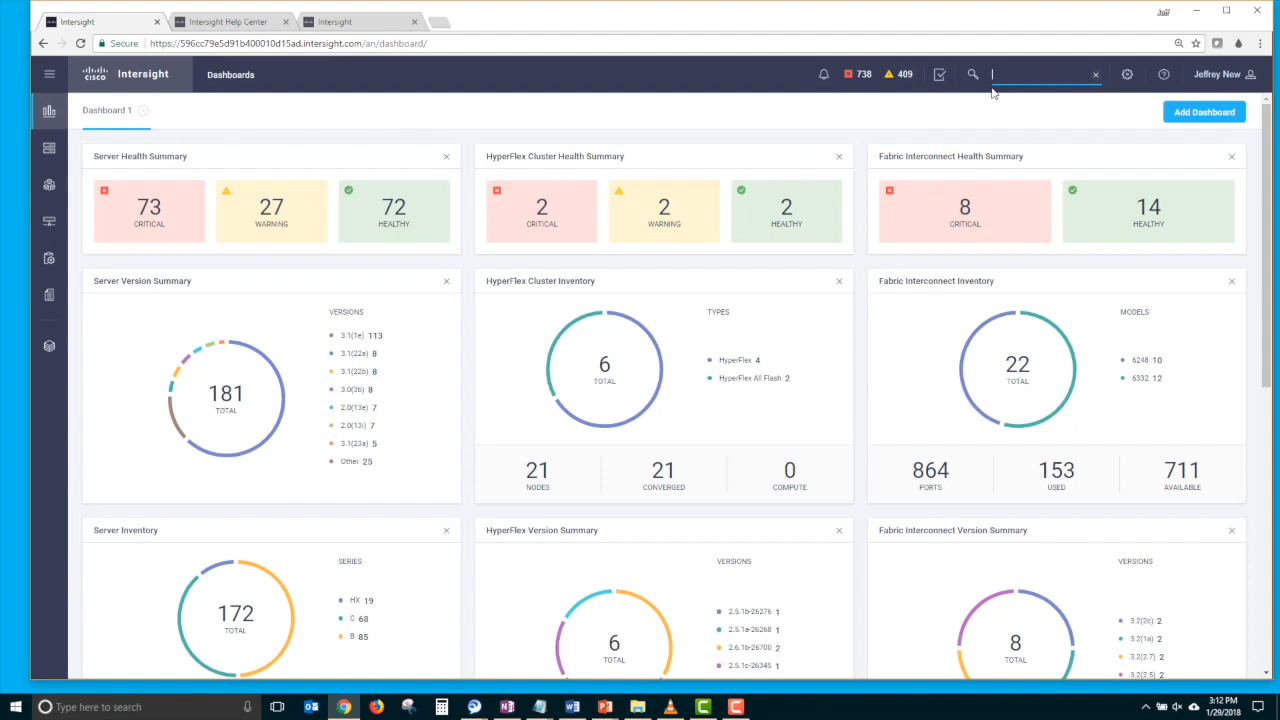 Intersight
Intersight Help Center
Intersight
Secure https://596cc79e5d91b400010d15ad.intersight.com/an/dashboard/
cisco Intersight
Dashboards
738
409
Jeffrey New
Dashboard 1
Add Dashboard
Server Health Summary
73
CRITICAL
27
WARNING
72
HEALTHY
HyperFlex Cluster Health Summary
2
CRITICAL
2
WARNING
2
HEALTHY
Fabric Interconnect Health Summary
8
CRITICAL
14
HEALTHY
Server Version Summary
181
TOTAL
VERSIONS
3.1(1e) 113
3.1(22a) 8
3.1(22b) 8
3.0(3b) 8
2.0(13e) 7
2.0(13i) 7
3.1(23a) 5
Other 25
HyperFlex Cluster Inventory
6
TOTAL
TYPES
HyperFlex 4
HyperFlex All Flash 2
21
NODES
21
CONVERGED
0
COMPUTE
Fabric Interconnect Inventory
22
TOTAL
MODELS
6248 10
6332 12
864
PORTS
153
USED
711
AVAILABLE
Server Inventory
172
TOTAL
SERIES
HX 19
C 68
B 85
HyperFlex Version Summary
6
TOTAL
VERSIONS
2.5.1b-26276 1
2.5.1a-26268 1
2.6.1b-26700 2
2.5.1c-26345 1
Fabric Interconnect Version Summary
8
TOTAL
VERSIONS
3.2(2c) 2
3.2(1a) 2
3.2(2.7) 2
3.2(2.5) 2
Type here to search
3:12 PM
1/29/2018